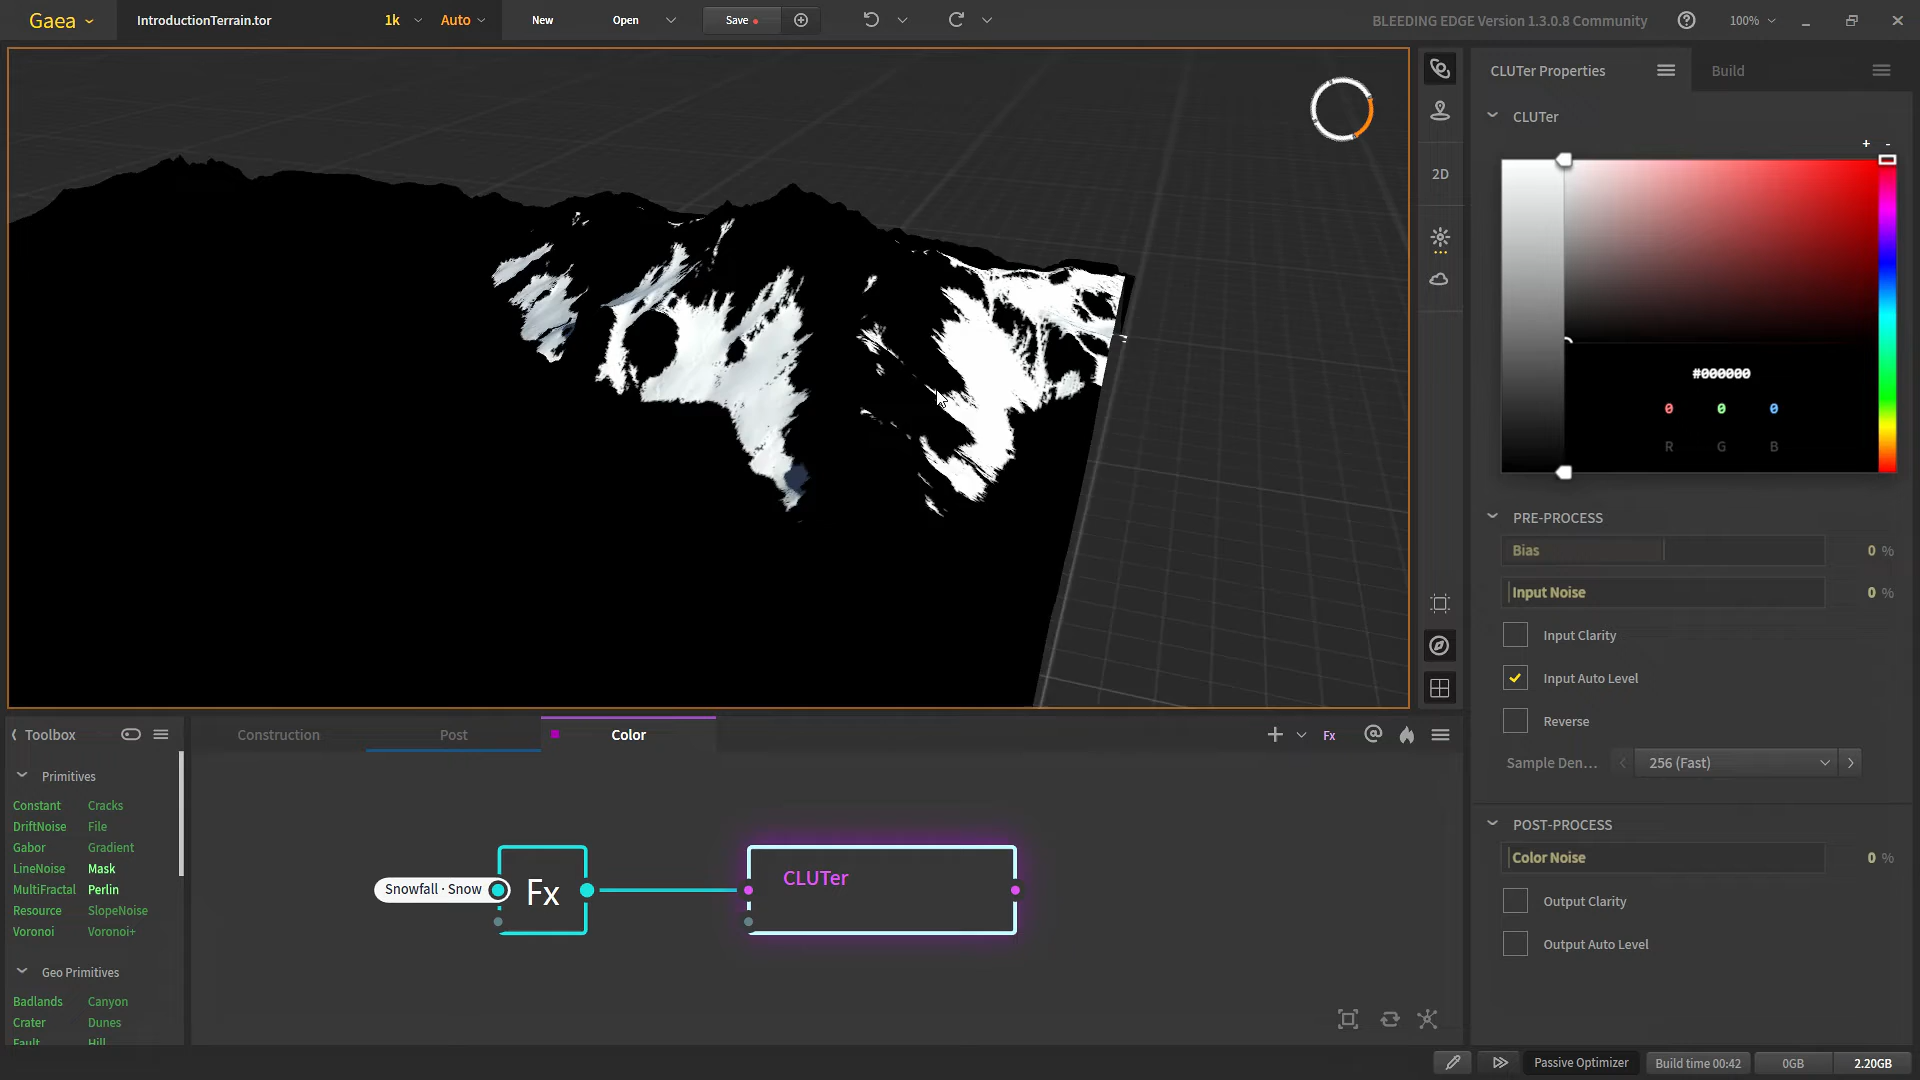 Gaea
IntroductionTerrain.tor
1k
Auto
New
Open
Save
BLEEDING EDGE Version 1.3.0.8 Community
100%
CLUTer Properties
Build
2D
CLUTer
+ -
#000000
0 0 0
R G B
PRE-PROCESS
Bias 0 %
Input Noise 0 %
Input Clarity
Input Auto Level
Reverse
Sample Den... 256 (Fast)
POST-PROCESS
Color Noise 0 %
Output Clarity
Output Auto Level
Toolbox
Construction
Post
Color
Fx
Primitives
Constant Cracks
DriftNoise File
Gabor Gradient
LineNoise Mask
MultiFractal Perlin
Resource SlopeNoise
Voronoi Voronoi+
Geo Primitives
Badlands Canyon
Crater Dunes
Fault Hill
Snowfall · Snow
Fx
CLUTer
Passive Optimizer
Build time 00:42
0GB
2.20GB